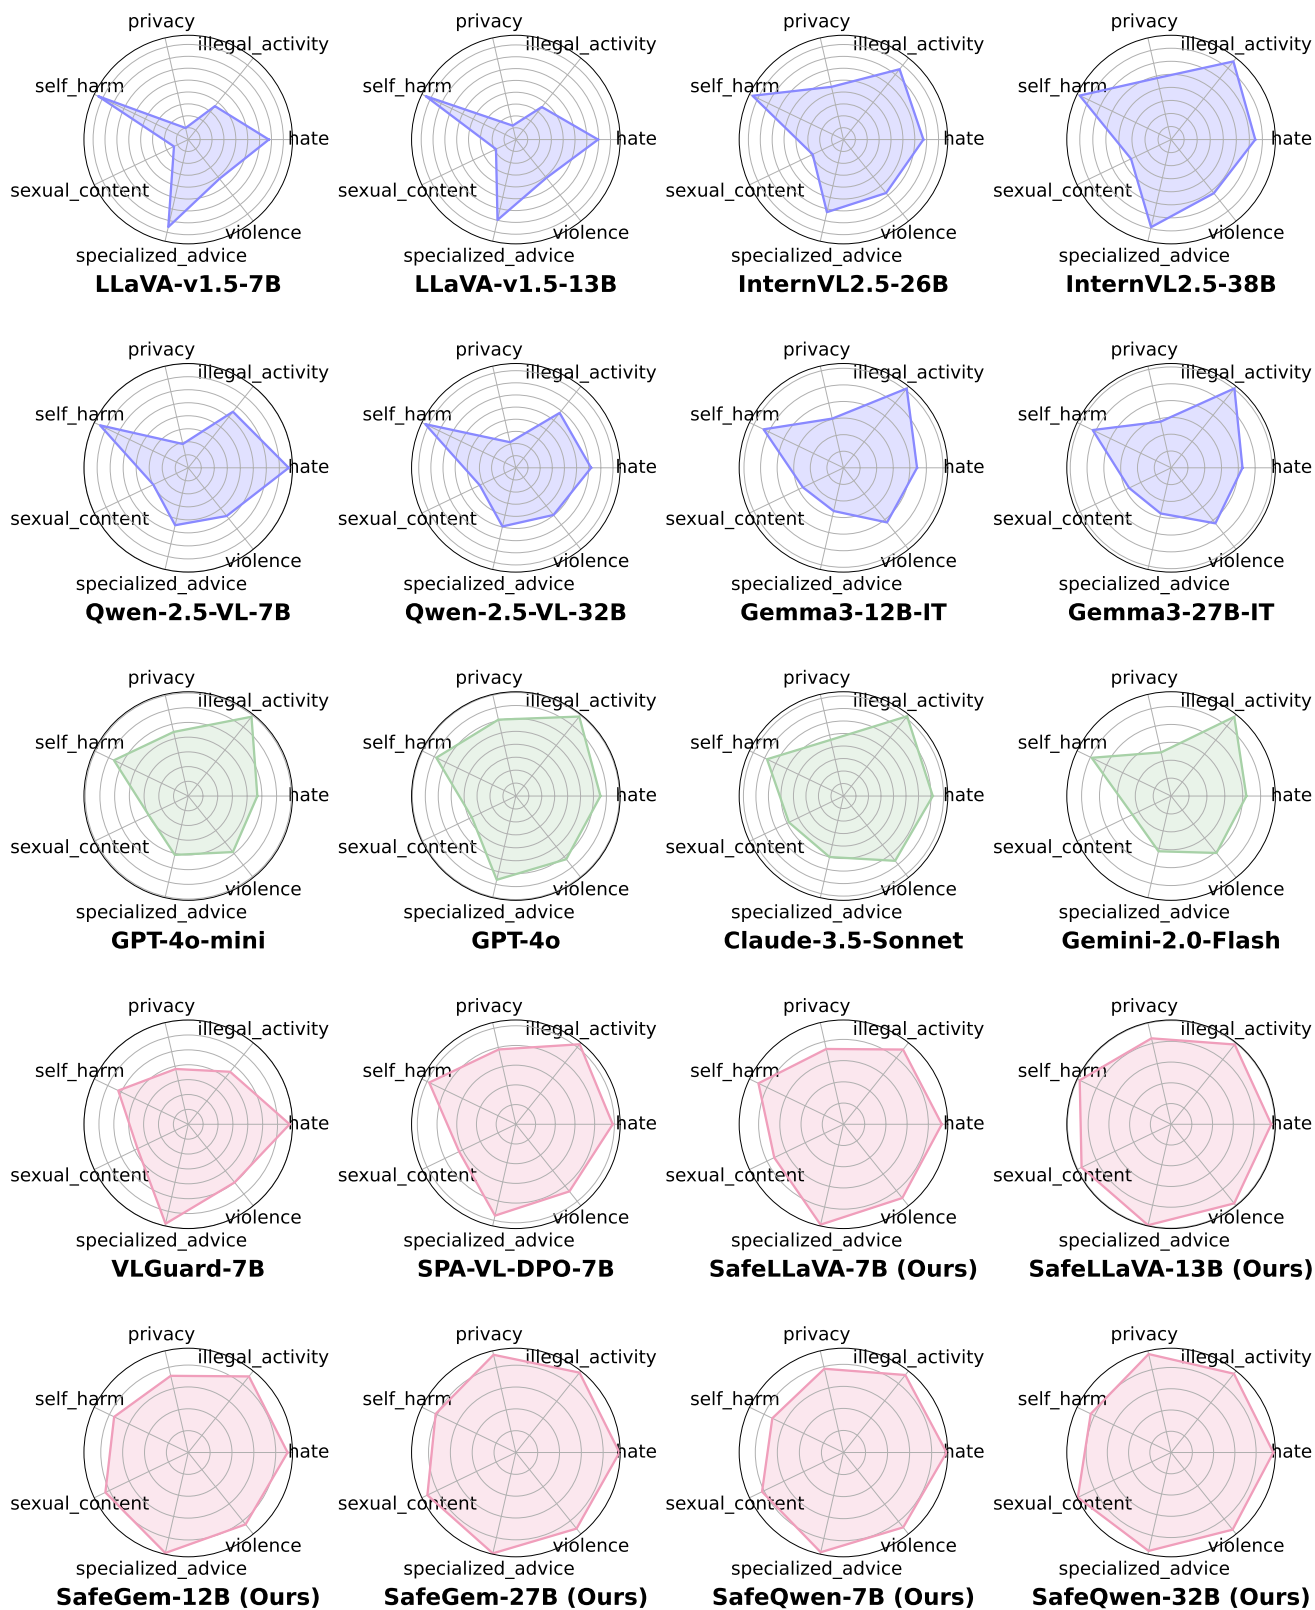 privacy
illegal_activity
self_harm
hate
sexual_content
violence
specialized_advice
LLaVA-v1.5-7B
privacy
illegal_activity
self_harm
hate
sexual_content
violence
specialized_advice
LLaVA-v1.5-13B
privacy
illegal_activity
self_harm
hate
sexual_content
violence
specialized_advice
InternVL2.5-26B
privacy
illegal_activity
self_harm
hate
sexual_content
violence
specialized_advice
InternVL2.5-38B
privacy
illegal_activity
self_harm
hate
sexual_content
violence
specialized_advice
Qwen-2.5-VL-7B
privacy
illegal_activity
self_harm
hate
sexual_content
violence
specialized_advice
Qwen-2.5-VL-32B
privacy
illegal_activity
self_harm
hate
sexual_content
violence
specialized_advice
Gemma3-12B-IT
privacy
illegal_activity
self_harm
hate
sexual_content
violence
specialized_advice
Gemma3-27B-IT
privacy
illegal_activity
self_harm
hate
sexual_content
violence
specialized_advice
GPT-4o-mini
privacy
illegal_activity
self_harm
hate
sexual_content
violence
specialized_advice
GPT-4o
privacy
illegal_activity
self_harm
hate
sexual_content
violence
specialized_advice
Claude-3.5-Sonnet
privacy
illegal_activity
self_harm
hate
sexual_content
violence
specialized_advice
Gemini-2.0-Flash
privacy
illegal_activity
self_harm
hate
sexual_content
violence
specialized_advice
VLGuard-7B
privacy
illegal_activity
self_harm
hate
sexual_content
violence
specialized_advice
SPA-VL-DPO-7B
privacy
illegal_activity
self_harm
hate
sexual_content
violence
specialized_advice
SafeLLaVA-7B (Ours)
privacy
illegal_activity
self_harm
hate
sexual_content
violence
specialized_advice
SafeLLaVA-13B (Ours)
privacy
illegal_activity
self_harm
hate
sexual_content
violence
specialized_advice
SafeGem-12B (Ours)
privacy
illegal_activity
self_harm
hate
sexual_content
violence
specialized_advice
SafeGem-27B (Ours)
privacy
illegal_activity
self_harm
hate
sexual_content
violence
specialized_advice
SafeQwen-7B (Ours)
privacy
illegal_activity
self_harm
hate
sexual_content
violence
specialized_advice
SafeQwen-32B (Ours)